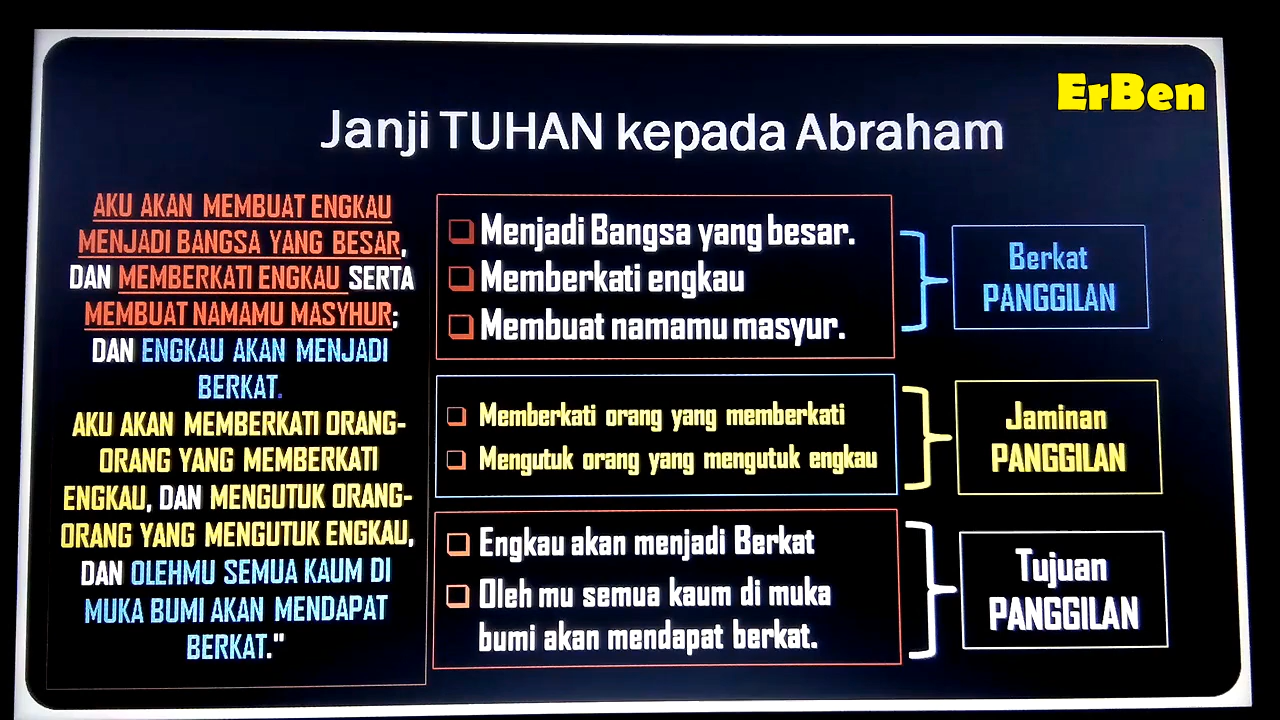 ErBen
Janji TUHAN kepada Abraham
AKU AKAN MEMBUAT ENGKAU
MENJADI BANGSA YANG BESAR,
DAN MEMBERKATI ENGKAU SERTA
MEMBUAT NAMAMU MASYHUR;
DAN ENGKAU AKAN MENJADI
BERKAT.
AKU AKAN MEMBERKATI ORANG-
ORANG YANG MEMBERKATI
ENGKAU, DAN MENGUTUK ORANG-
ORANG YANG MENGUTUK ENGKAU,
DAN OLEHMU SEMUA KAUM DI
MUKA BUMI AKAN MENDAPAT
BERKAT."
Menjadi Bangsa yang besar.
Memberkati engkau
Membuat namamu masyur.
Berkat
PANGGILAN
Memberkati orang yang memberkati
Mengutuk orang yang mengutuk engkau
Jaminan
PANGGILAN
Engkau akan menjadi Berkat
Oleh mu semua kaum di muka
bumi akan mendapat berkat.
Tujuan
PANGGILAN